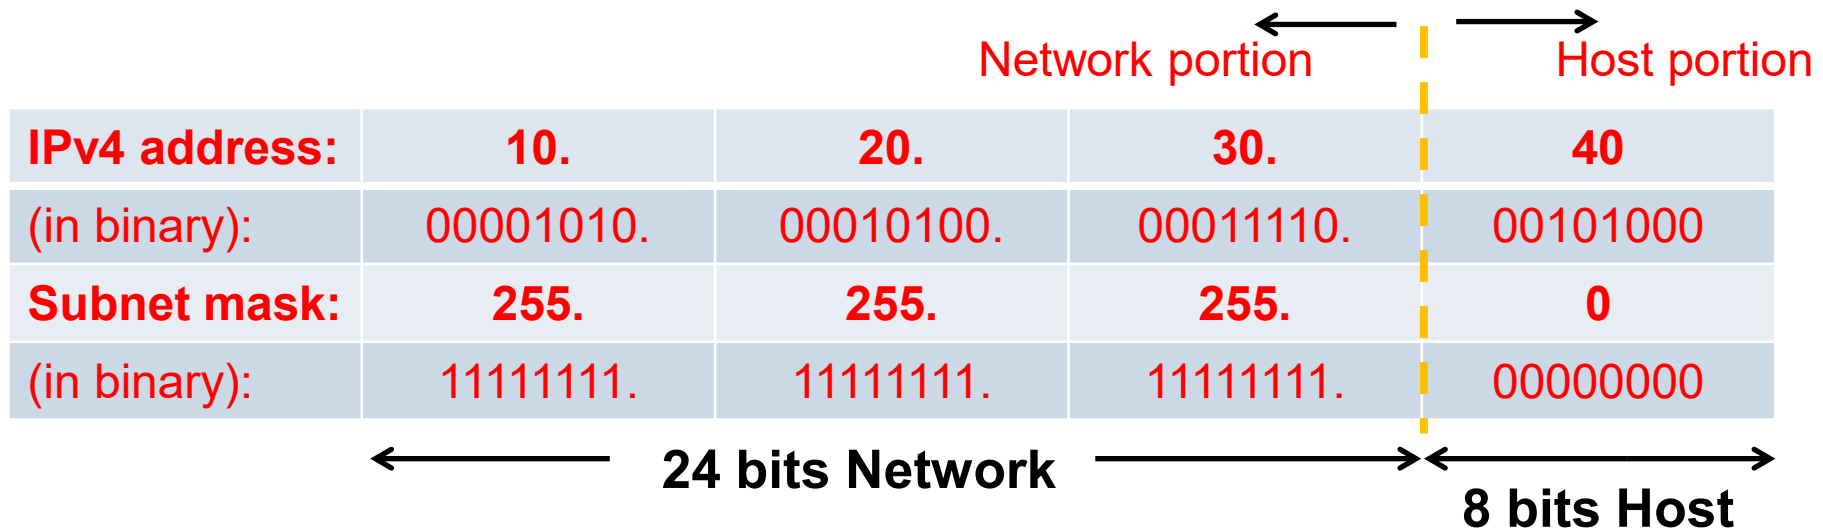 Network portion Host portion
IPv4 address: 10. 20. 30. 40
(in binary): 00001010. 00010100. 00011110. 00101000
Subnet mask: 255. 255. 255. 0
(in binary): 11111111. 11111111. 11111111. 00000000
24 bits Network
8 bits Host